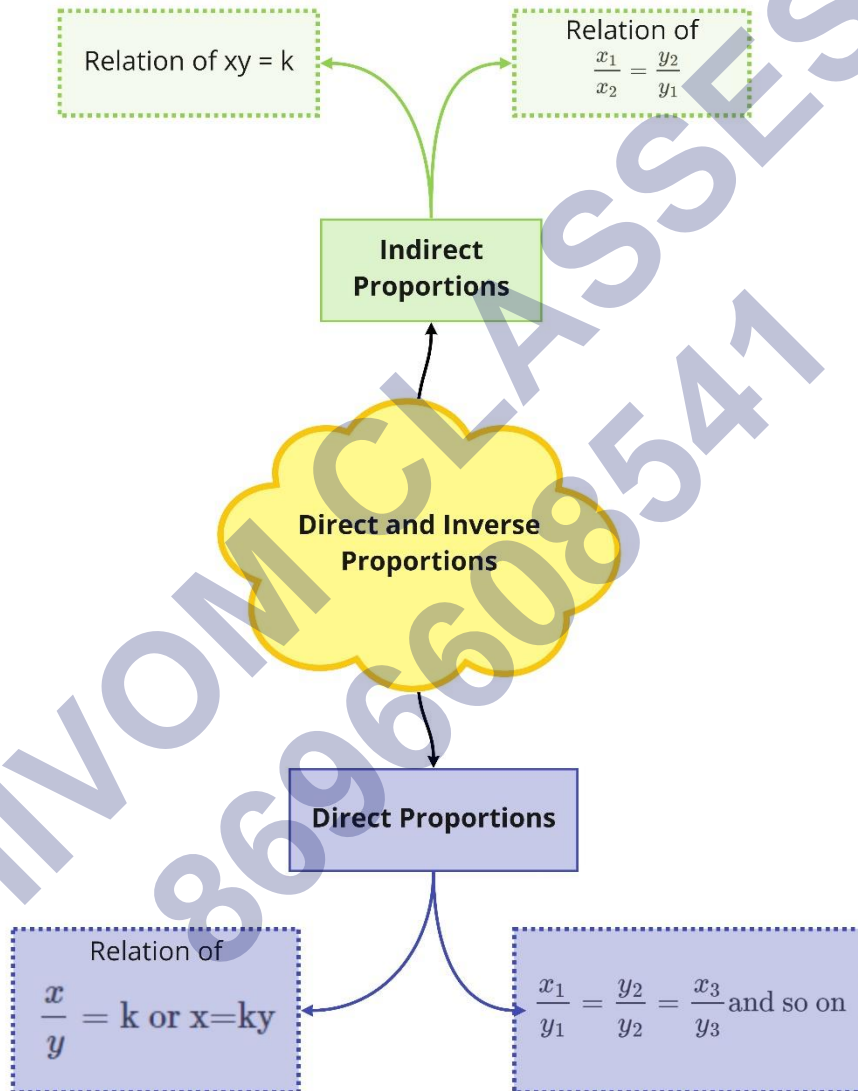 Relation of xy = k
Relation of
x₁/x₂ = y₂/y₁
Indirect
Proportions
Direct and Inverse
Proportions
Direct Proportions
Relation of
x/y = k or x=ky
x₁/y₁ = y₂/y₂ = x₃/y₃ and so on
HIVOM CLASSES
8696608541